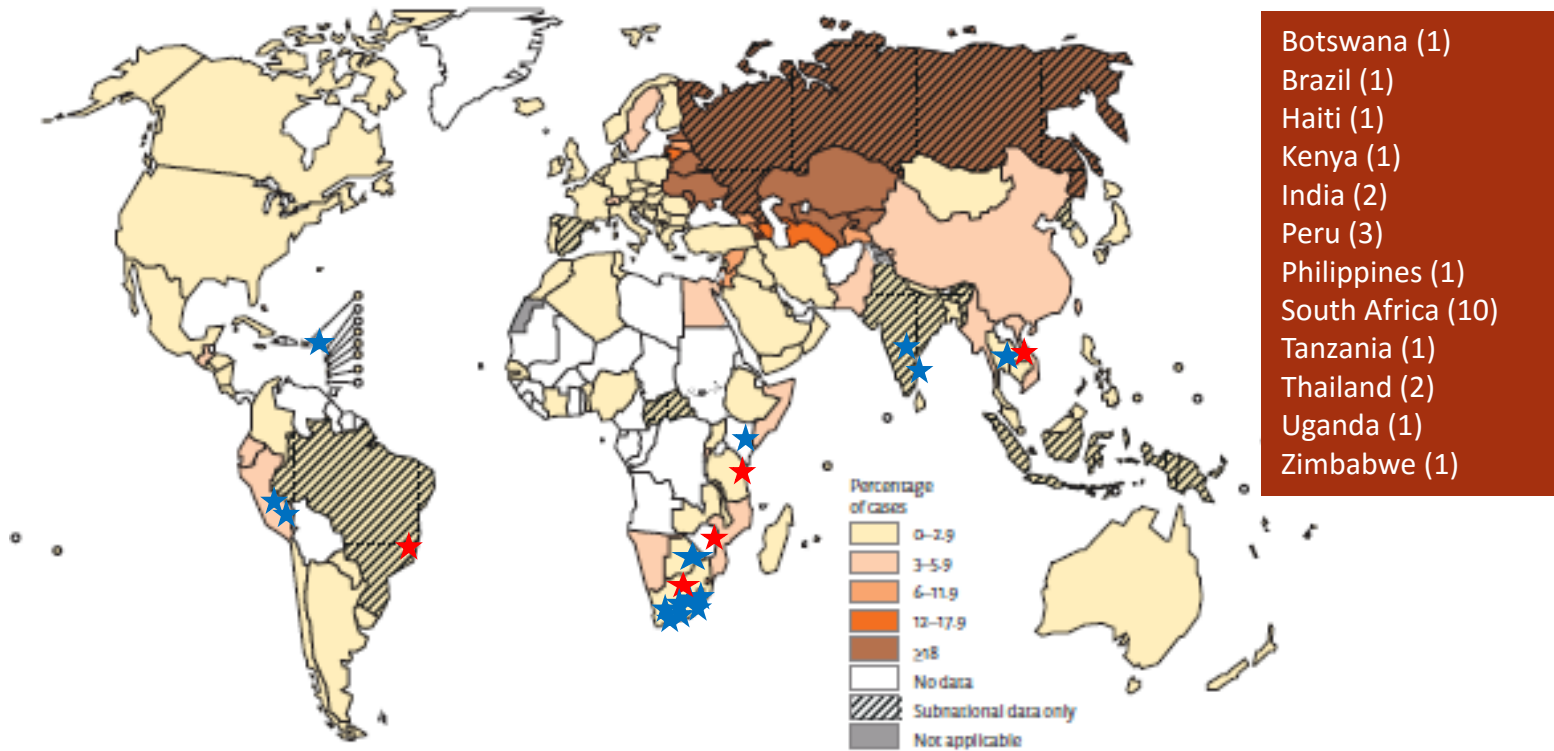 Botswana (1)
Brazil (1)
Haiti (1)
Kenya (1)
India (2)
Peru (3)
Philippines (1)
South Africa (10)
Tanzania (1)
Thailand (2)
Uganda (1)
Zimbabwe (1)
Percentage
of cases
0–2.9
3–5.9
6–11.9
12–17.9
≥18
No data
Subnational data only
Not applicable